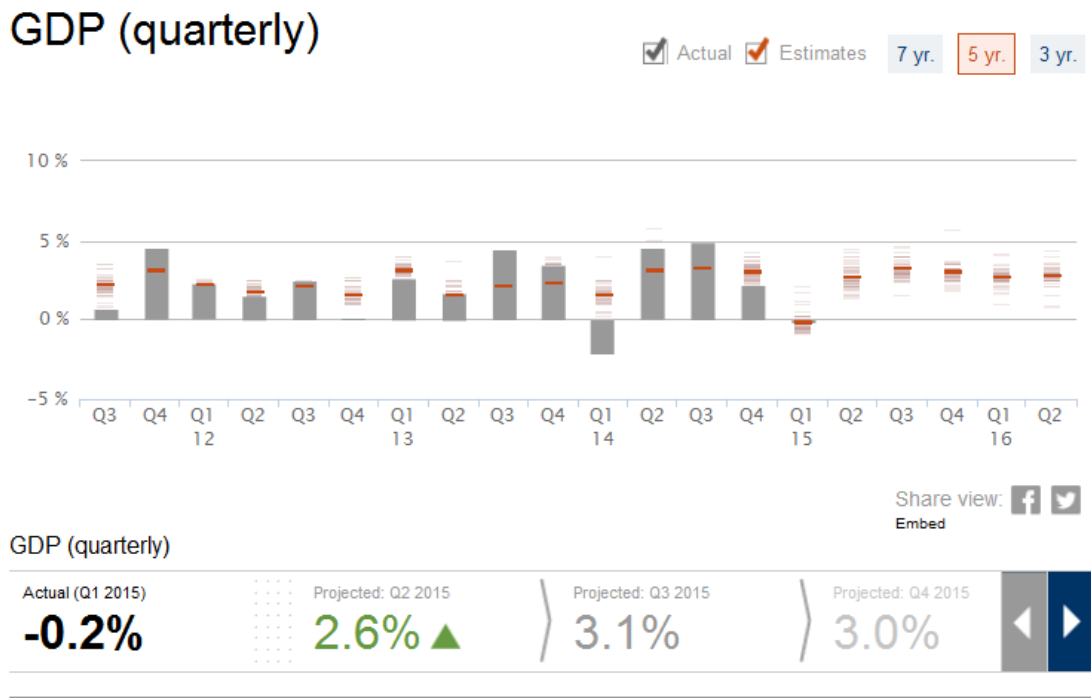 GDP (quarterly)
Actual Estimates 7 yr. 5 yr. 3 yr.
10 %
5 %
0 %
-5 %
Q3 Q4 Q1 Q2 Q3 Q4 Q1 Q2 Q3 Q4 Q1 Q2 Q3 Q4 Q1 Q2 Q3 Q4 Q1 Q2
12 13 14 15 16
Share view:
Embed
GDP (quarterly)
Actual (Q1 2015) Projected: Q2 2015 Projected: Q3 2015 Projected: Q4 2015
-0.2% 2.6% 3.1% 3.0%